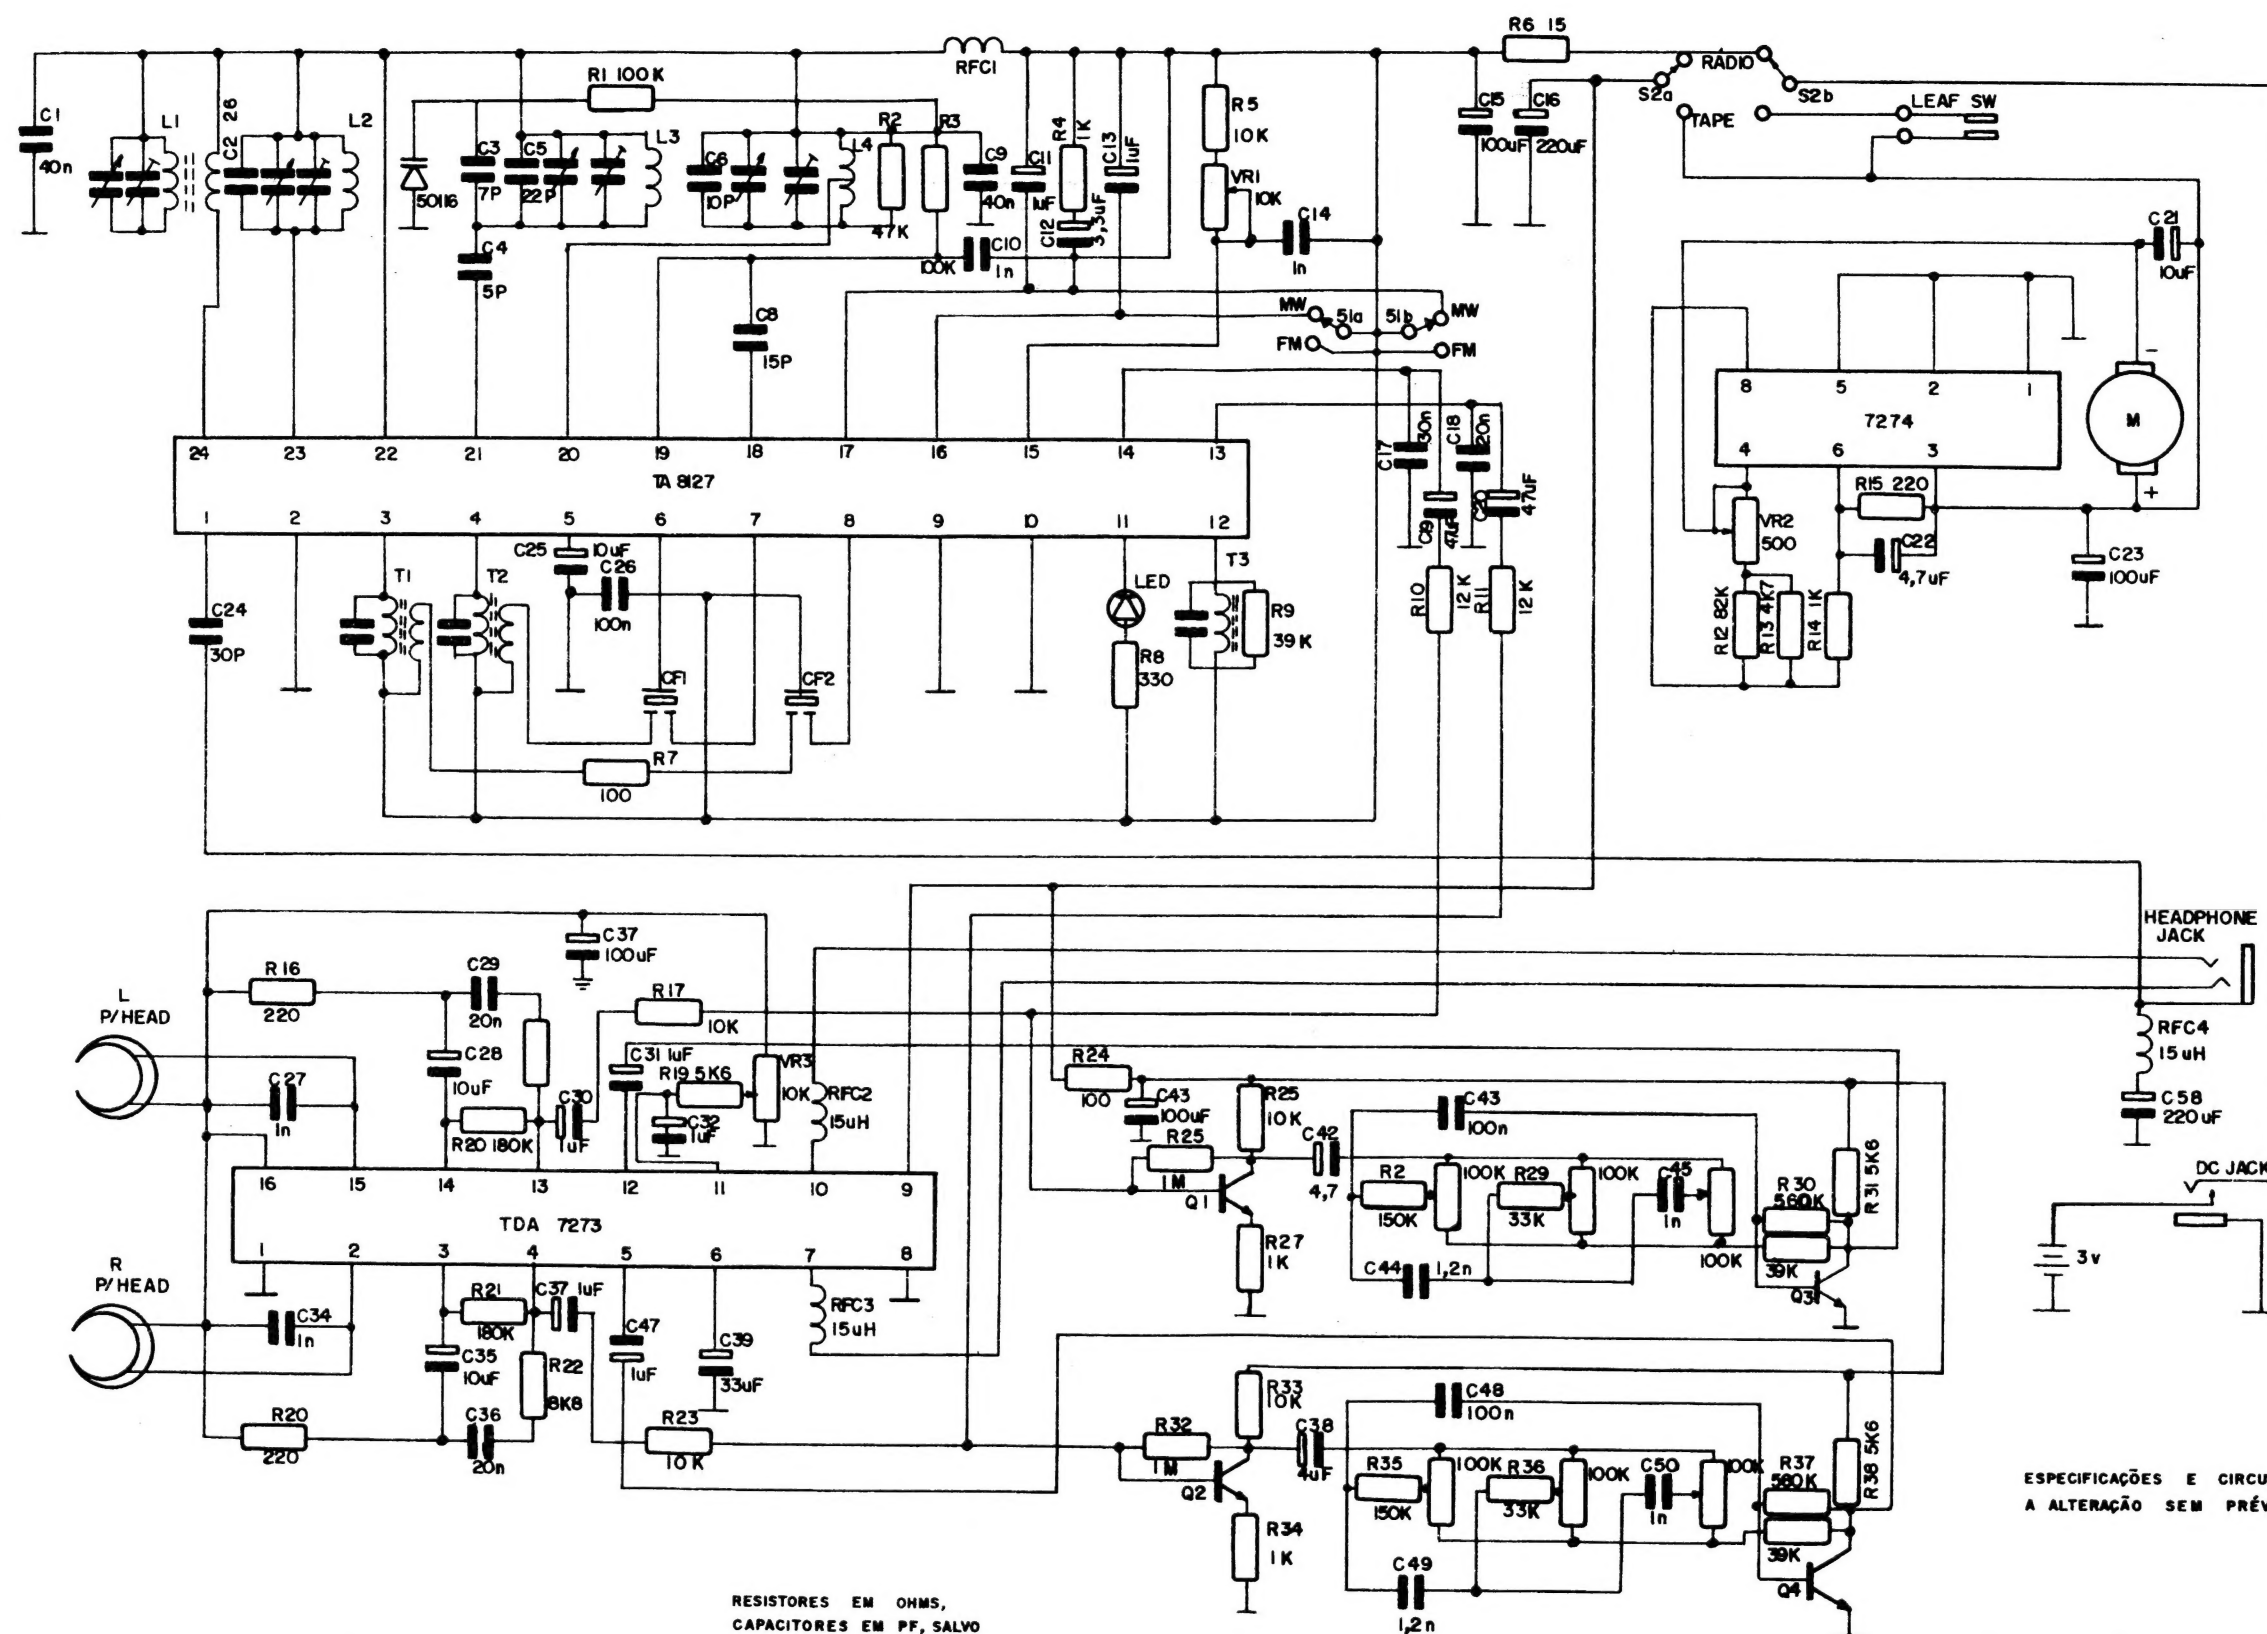 R6 15
RFC1
RÁDIO
S2a
S2b
TAPE
LEAF SW
C1
40n
L1
C2 26
L2
R1 100K
50116
C3
7P
C5
22P
L3
C4
5P
C6
10P
L4
R2
47K
R3
100K
C9
40n
C10
1n
C11
1uF
R4
1K
C12
3,3uF
C13
1uF
R5
10K
VR1
10K
C14
1n
C15
100uF
C16
220uF
C8
15P
MW
S1a
S1b
MW
FM
FM
C21
10uF
24
23
22
21
20
19
18
17
16
15
14
13
TA 8127
1
2
3
4
5
6
7
8
9
10
11
12
C17
30n
C18
20n
C19
47uF
C20
47uF
R10
12K
R11
12K
8
5
2
1
7274
4
6
3
M
-
+
R15 220
VR2
500
C22
4,7uF
C23
100uF
R12 82K
R13 4K7
R14 1K
C24
30P
T1
T2
C25
10uF
C26
100n
CF1
CF2
R7
100
LED
R8
330
T3
R9
39K
HEADPHONE
JACK
RFC4
15uH
C58
220uF
DC JACK
3v
L
P/HEAD
R16
220
C29
20n
C37
100uF
C28
10uF
C27
1n
R20 180K
C30
1uF
R17
10K
C31 1uF
R19 5K6
C32
1uF
VR3
10K
RFC2
15uH
16
15
14
13
12
11
10
9
TDA 7273
1
2
3
4
5
6
7
8
R
P/HEAD
C34
1n
R21
180K
C37 1uF
C35
10uF
R22
8K8
R20
220
C36
20n
C47
1uF
C39
33uF
RFC3
15uH
R23
10K
R24
100
C43
100uF
R25
10K
R25
1M
Q1
R27
1K
C42
4,7
C43
100n
R2
150K
100K
R29
33K
100K
C45
1n
100K
C44
1,2n
R30
560K
39K
R31 5K6
Q3
R33
10K
R32
1M
Q2
R34
1K
C38
4uF
C48
100n
R35
150K
100K
R36
33K
100K
C50
1n
100K
C49
1,2n
R37
560K
39K
R38 5K6
Q4
ESPECIFICAÇÕES E CIRCU
A ALTERAÇÃO SEM PRÉV
RESISTORES EM OHMS,
CAPACITORES EM PF, SALVO